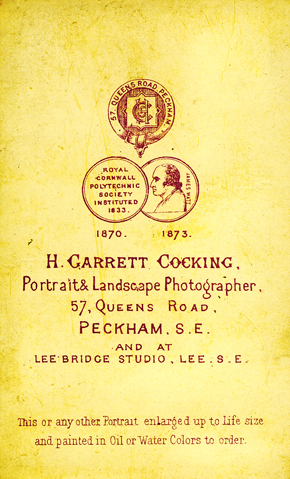 57, QUEENS ROAD, PECKHAM
ROYAL
CORNWALL
POLYTECHNIC
SOCIETY
INSTITUTED
1833.
JAMES WATT
1870. 1873.
H. GARRETT COCKING,
Portrait & Landscape Photographer,
57, QUEENS ROAD,
PECKHAM, S.E.
AND AT
LEE BRIDGE STUDIO, LEE. S.E.
This or any other Portrait enlarged up to Life size
and painted in Oil or Water Colors to order.